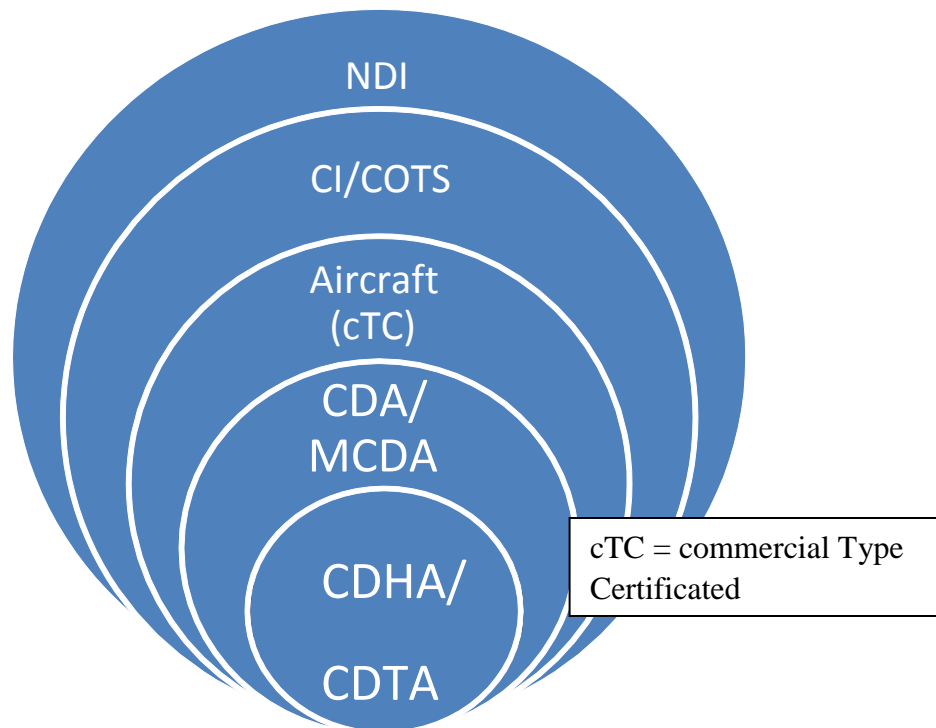 NDI
CI/COTS
Aircraft
(cTC)
CDA/
MCDA
CDHA/
CDTA
cTC = commercial Type
Certificated